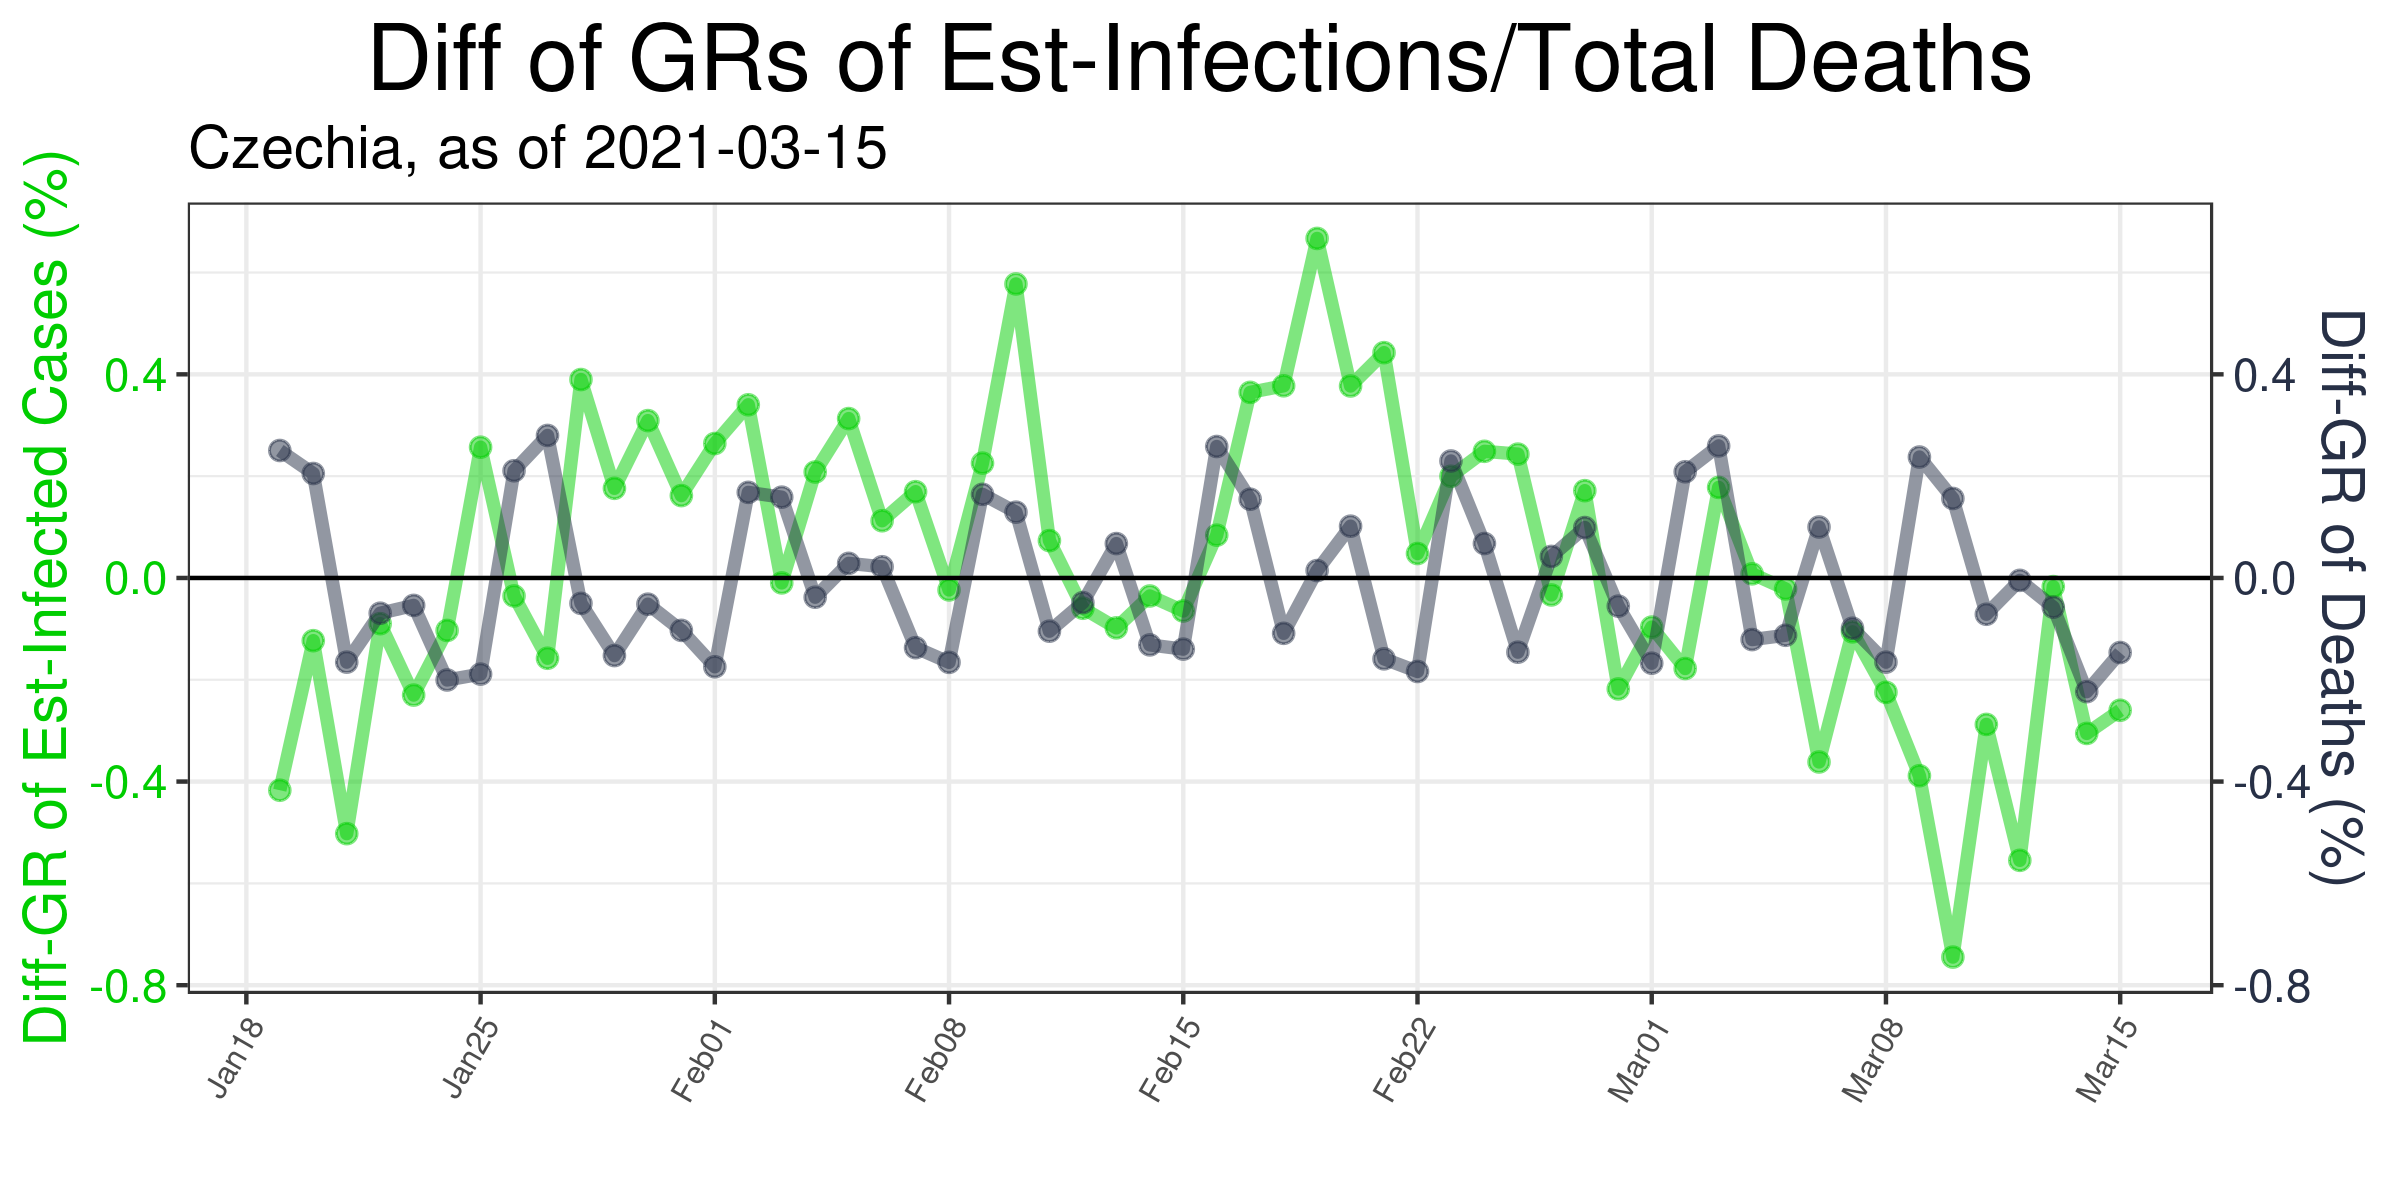 Diff of GRs of Est-Infections/Total Deaths
Czechia, as of 2021-03-15
Diff-GR of Est-Infected Cases (%)
0.4
0.0
-0.4
-0.8
0.4
0.0
-0.4
-0.8
Diff-GR of Deaths (%)
Jan18
Jan25
Feb01
Feb08
Feb15
Feb22
Mar01
Mar08
Mar15